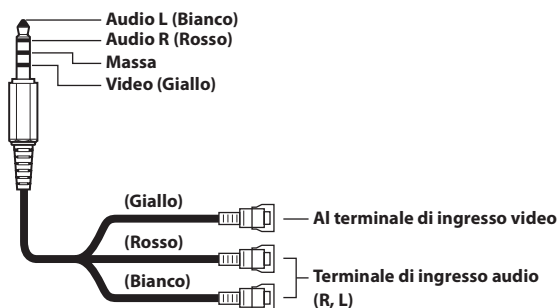 Audio L (Bianco)
Audio R (Rosso)
Massa
Video (Giallo)
(Giallo)
Al terminale di ingresso video
(Rosso)
(Bianco)
Terminale di ingresso audio
(R, L)